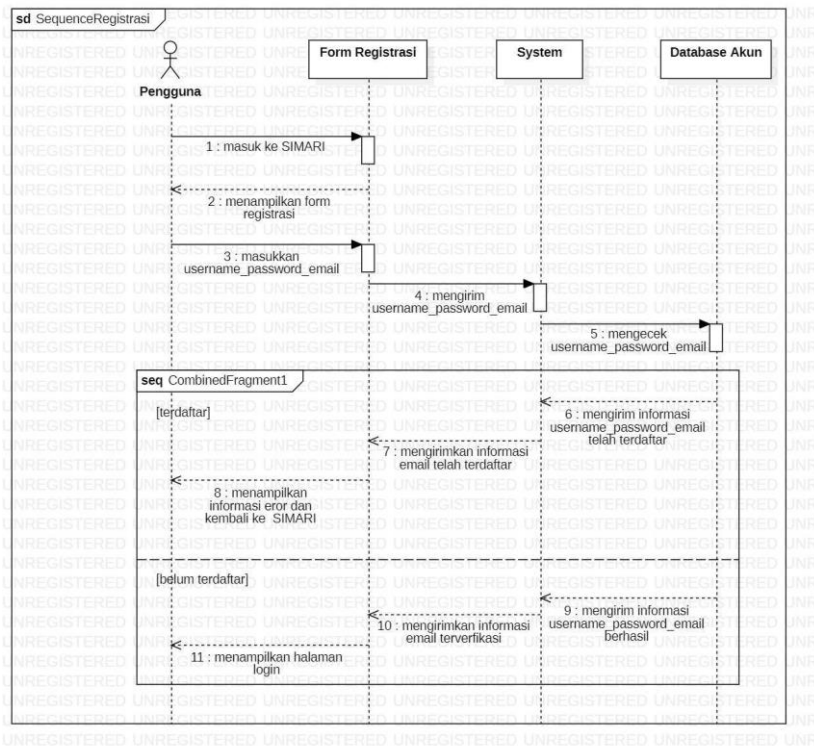 sd SequenceRegistrasi
Pengguna
Form Registrasi
System
Database Akun
1 : masuk ke SIMARI
2 : menampilkan form
registrasi
3 : masukkan
username_password_email
4 : mengirim
username_password_email
5 : mengecek
username_password_email
seq CombinedFragment1
[terdaftar]
6 : mengirim informasi
username_password_email
telah terdaftar
7 : mengirimkan informasi
email telah terdaftar
8 : menampilkan
informasi eror dan
kembali ke SIMARI
[belum terdaftar]
9 : mengirim informasi
username_password_email
berhasil
10 : mengirimkan informasi
email terverfikasi
11 : menampilkan halaman
login
UNREGISTERED